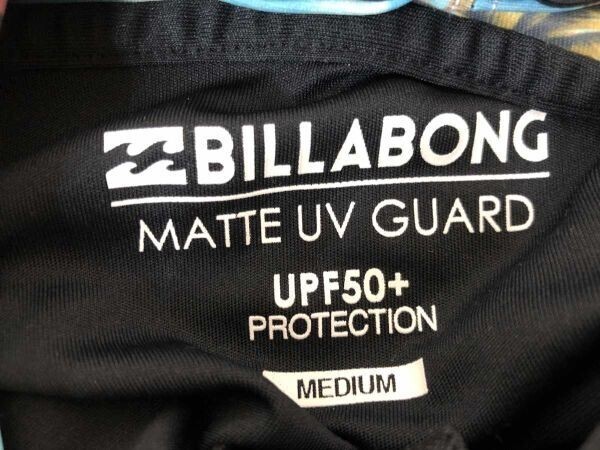 BILLABONG
MATTE UV GUARD
UPF50+
PROTECTION
MEDIUM